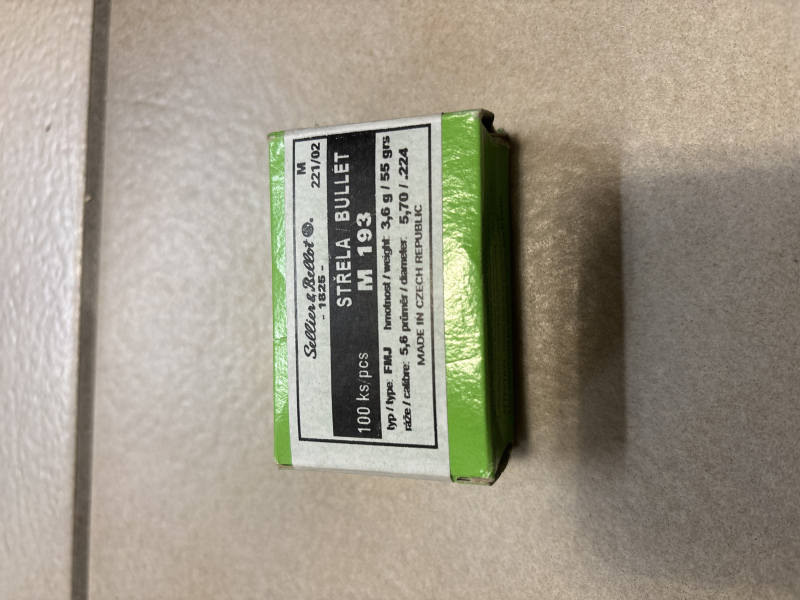 Sellier & Bellot
- 1825 -
M
221/02
STŘELA / BULLET
100 ks/pcs M 193
typ / type: FMJ hmotnost / weight: 3,6 g / 55 grs
ráže / calibre: 5,6 průměr / diameter: 5,70 / .224
MADE IN CZECH REPUBLIC